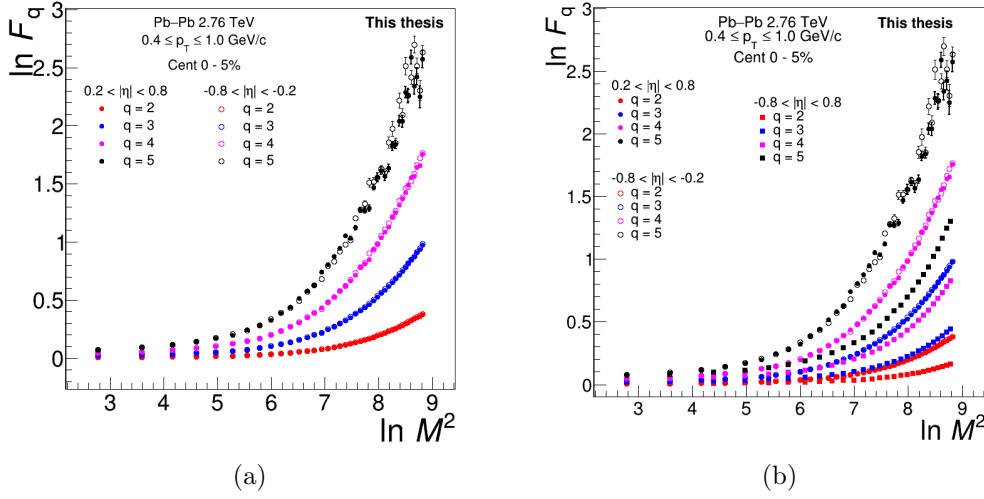 Pb–Pb 2.76 TeV
This thesis
0.4 ≤ p_T ≤ 1.0 GeV/c
Cent 0 - 5%
0.2 < |η| < 0.8
q = 2
q = 3
q = 4
q = 5
-0.8 < |η| < -0.2
q = 2
q = 3
q = 4
q = 5
ln F_q
3
2.5
2
1.5
1
0.5
0
3 4 5 6 7 8 9
ln M²
(a)
Pb–Pb 2.76 TeV
This thesis
0.4 ≤ p_T ≤ 1.0 GeV/c
Cent 0 - 5%
0.2 < |η| < 0.8
q = 2
q = 3
q = 4
q = 5
-0.8 < |η| < 0.8
q = 2
q = 3
q = 4
q = 5
-0.8 < |η| < -0.2
q = 2
q = 3
q = 4
q = 5
ln F_q
3
2.5
2
1.5
1
0.5
0
3 4 5 6 7 8 9
ln M²
(b)